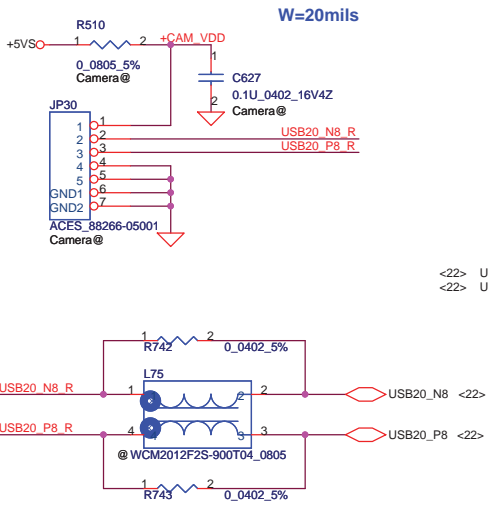 W=20mils
R510
+5VS 1 2 +CAM_VDD
0_0805_5%
Camera@
1
C627
0.1U_0402_16V4Z
2
Camera@
JP30
1 1
2 2 USB20_N8_R
3 3 USB20_P8_R
4 4
5 5
GND1 6
GND2 7
ACES_88266-05001
Camera@
<22> U
<22> U
1 2
R742 0_0402_5%
L75
USB20_N8_R 1 2 2 USB20_N8 <22>
USB20_P8_R 4 3 3 USB20_P8 <22>
@ WCM2012F2S-900T04_0805
1 2
R743 0_0402_5%